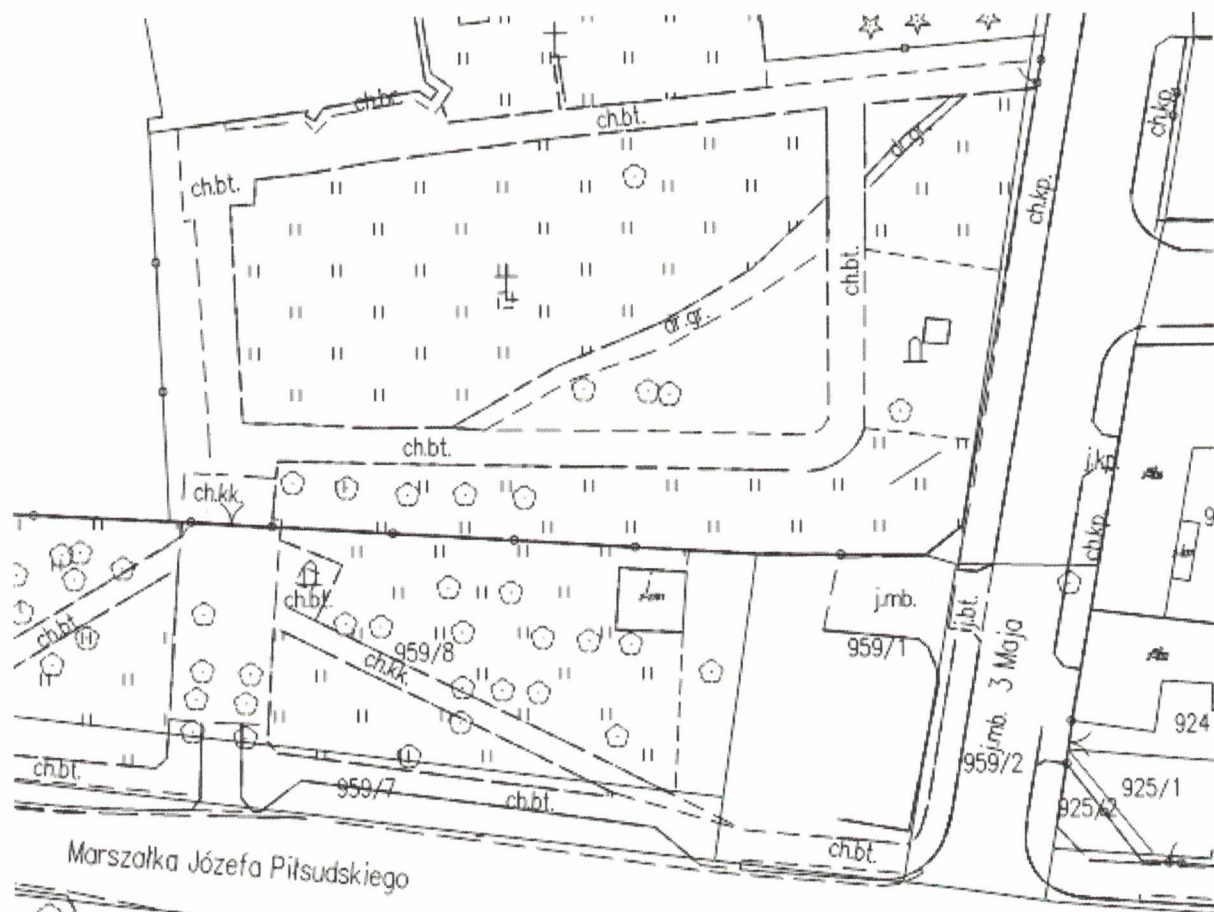 ch.bt.
ch.bt.
ch.bt.
dr.gr.
ch.kp.
ch.kp.
ch.bt.
dr.gr.
ch.bt.
ch.kk.
j.kp.
ch.kp.
ch.bt.
ch.bt.
959/8
ch.kk.
j.mb.
959/1
j.bt.
j.mb. 3 Maja
959/2
924
925/1
925/2
ch.bt.
959/7
ch.bt.
ch.bt.
Marszałka Józefa Piłsudskiego